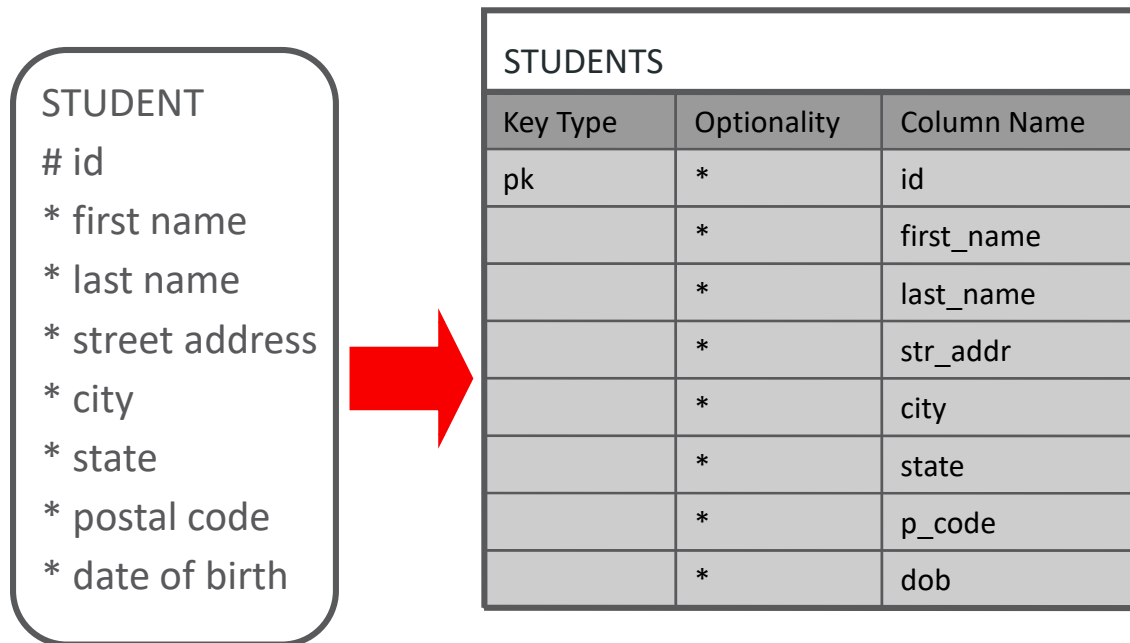 STUDENT
# id
* first name
* last name
* street address
* city
* state
* postal code
* date of birth
STUDENTS
Key Type Optionality Column Name
pk * id
* first_name
* last_name
* str_addr
* city
* state
* p_code
* dob